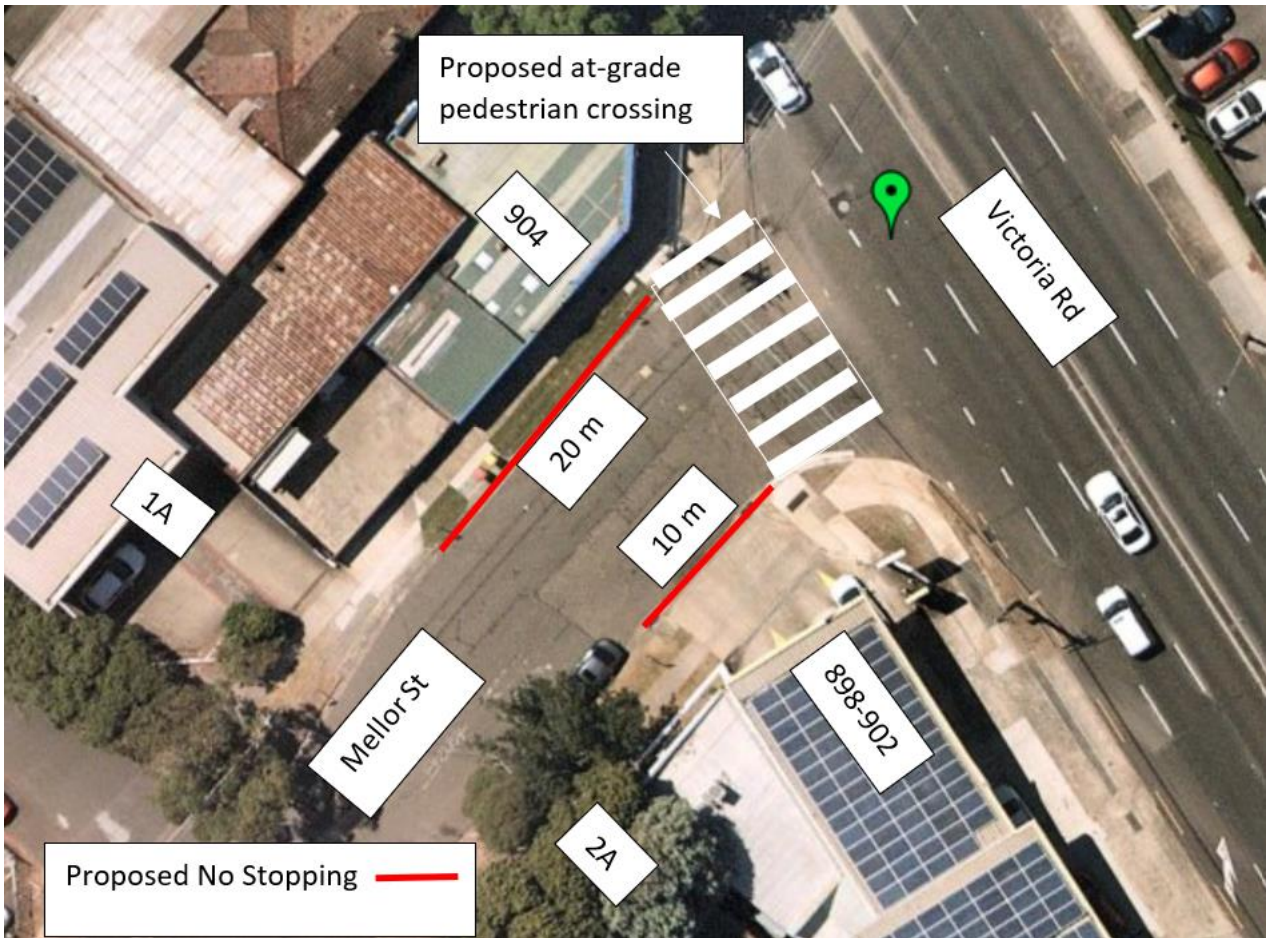 Proposed at-grade
pedestrian crossing
904
Victoria Rd
20 m
1A
10 m
Mellor St
898-902
2A
Proposed No Stopping